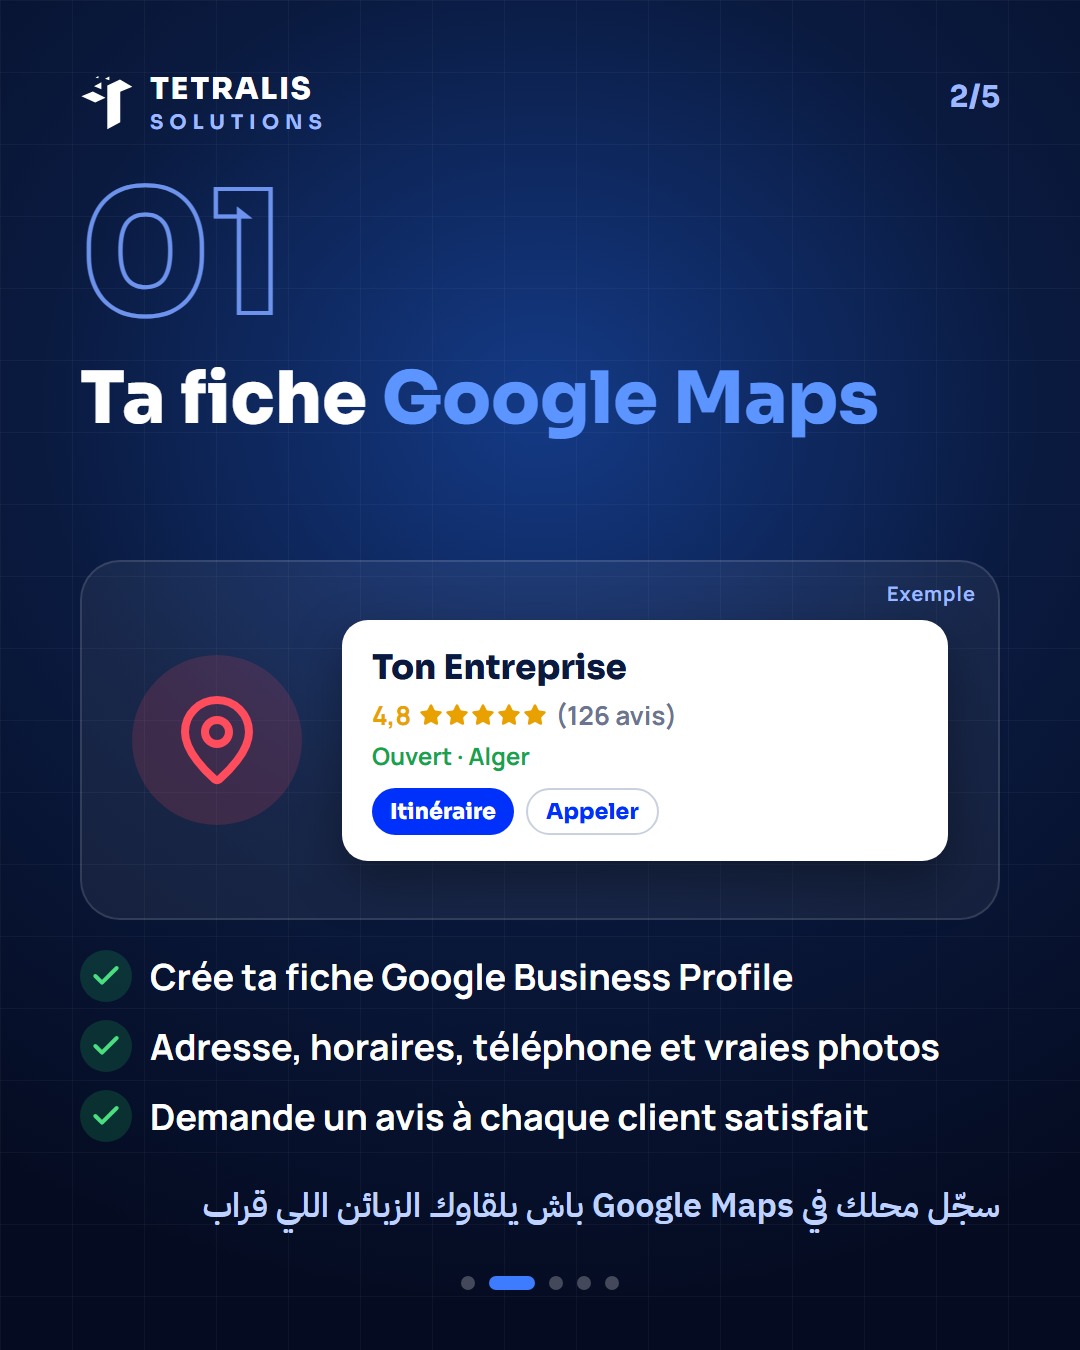 TETRALIS
SOLUTIONS
2/5
01
Ta fiche Google Maps
Exemple
Ton Entreprise
4,8 ★★★★★ (126 avis)
Ouvert · Alger
Itinéraire Appeler
Crée ta fiche Google Business Profile
Adresse, horaires, téléphone et vraies photos
Demande un avis à chaque client satisfait
سجّل محلك في Google Maps باش يلقاوك الزبائن اللي قراب